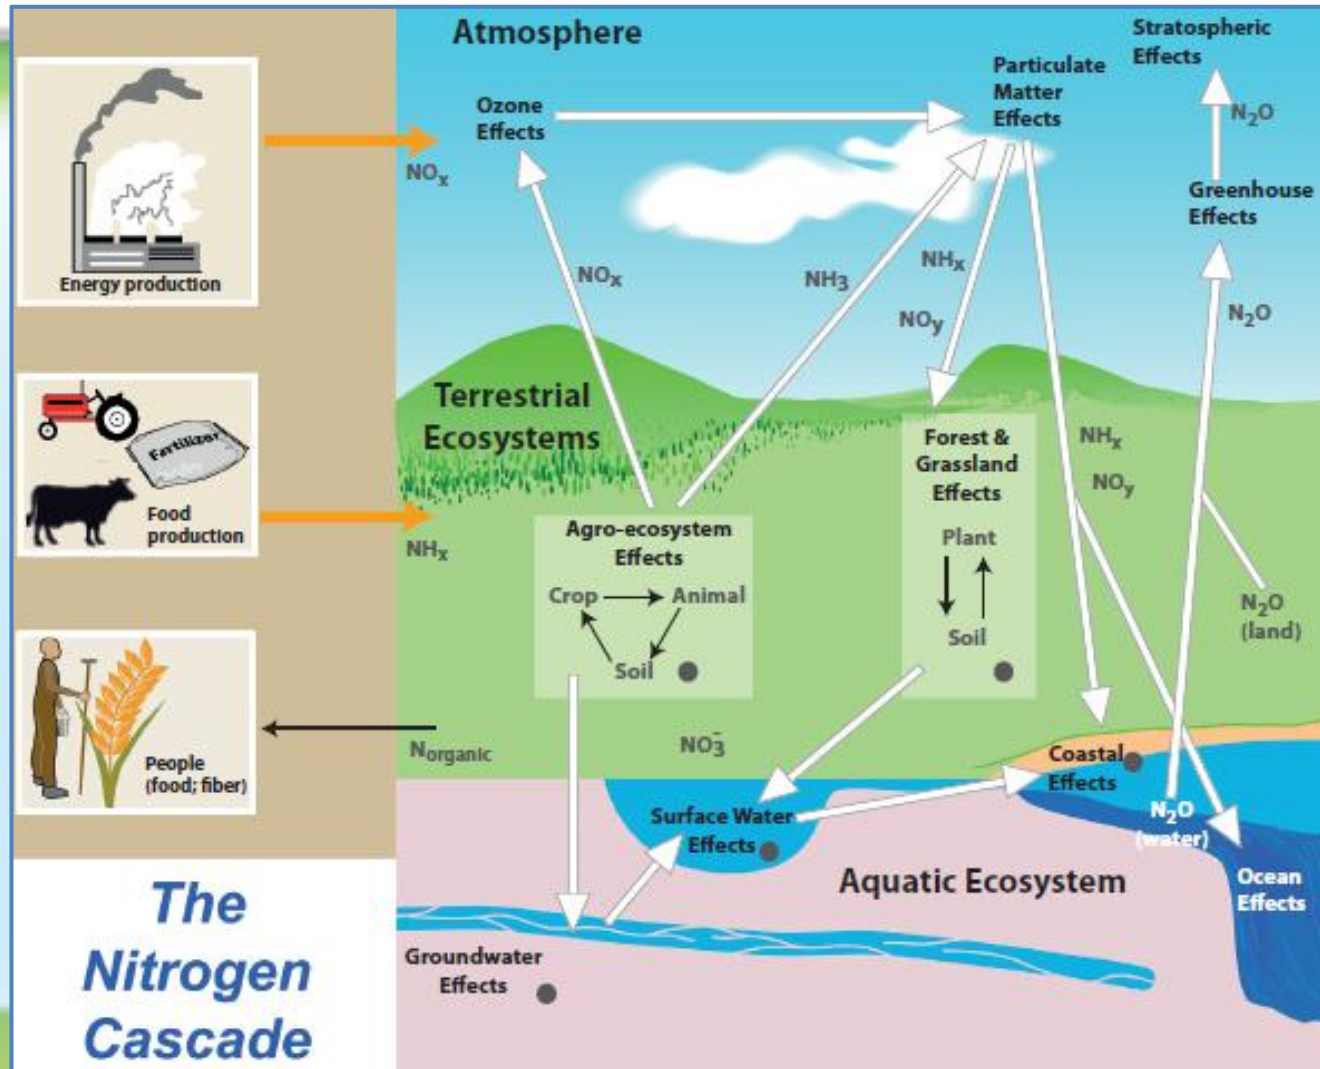 Atmosphere
Stratospheric
Effects
Particulate
Matter
Effects
Ozone
Effects
N₂O
NOₓ
Greenhouse
Effects
NOₓ
NH₃
NHₓ
NOᵧ
N₂O
Energy production
Terrestrial
Ecosystems
Fertilizer
Food
production
NHₓ
Forest &
Grassland
Effects
Plant
Soil
NHₓ
NOᵧ
Agro-ecosystem
Effects
Crop
Animal
Soil
N₂O
(land)
People
(food; fiber)
Norganic
NO₃⁻
Coastal
Effects
Surface Water
Effects
N₂O
(water)
Aquatic Ecosystem
Ocean
Effects
Groundwater
Effects
The
Nitrogen
Cascade